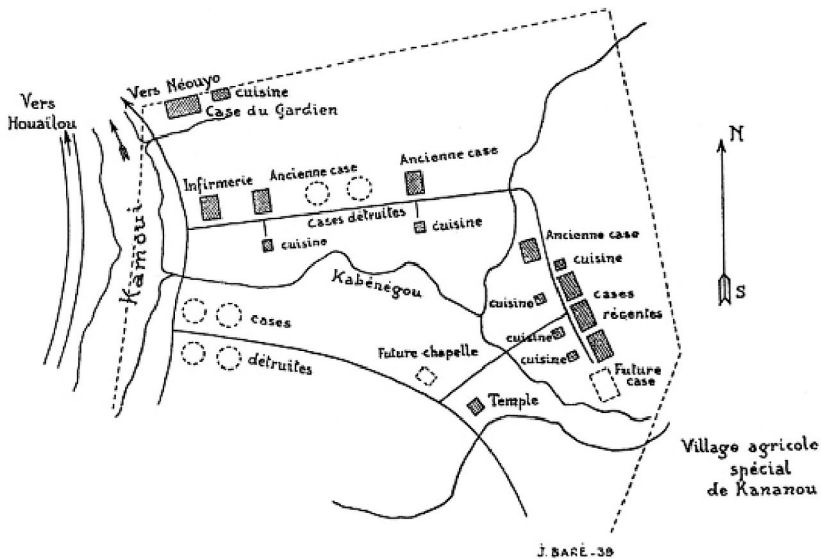 Vers Néouyo
cuisine
Case du Gardien
Vers
Houaïlou
Ancienne case
Ancienne case
Infirmerie
N
Cases détruites
cuisine
cuisine
Kamoui
Ancienne case
cuisine
Kabénégou
S
cuisine
cases
récentes
cases
détruites
cuisine
Future chapelle
cuisine
Future
case
Temple
Village agricole
spécial
de Kananou
J. BARÉ-39